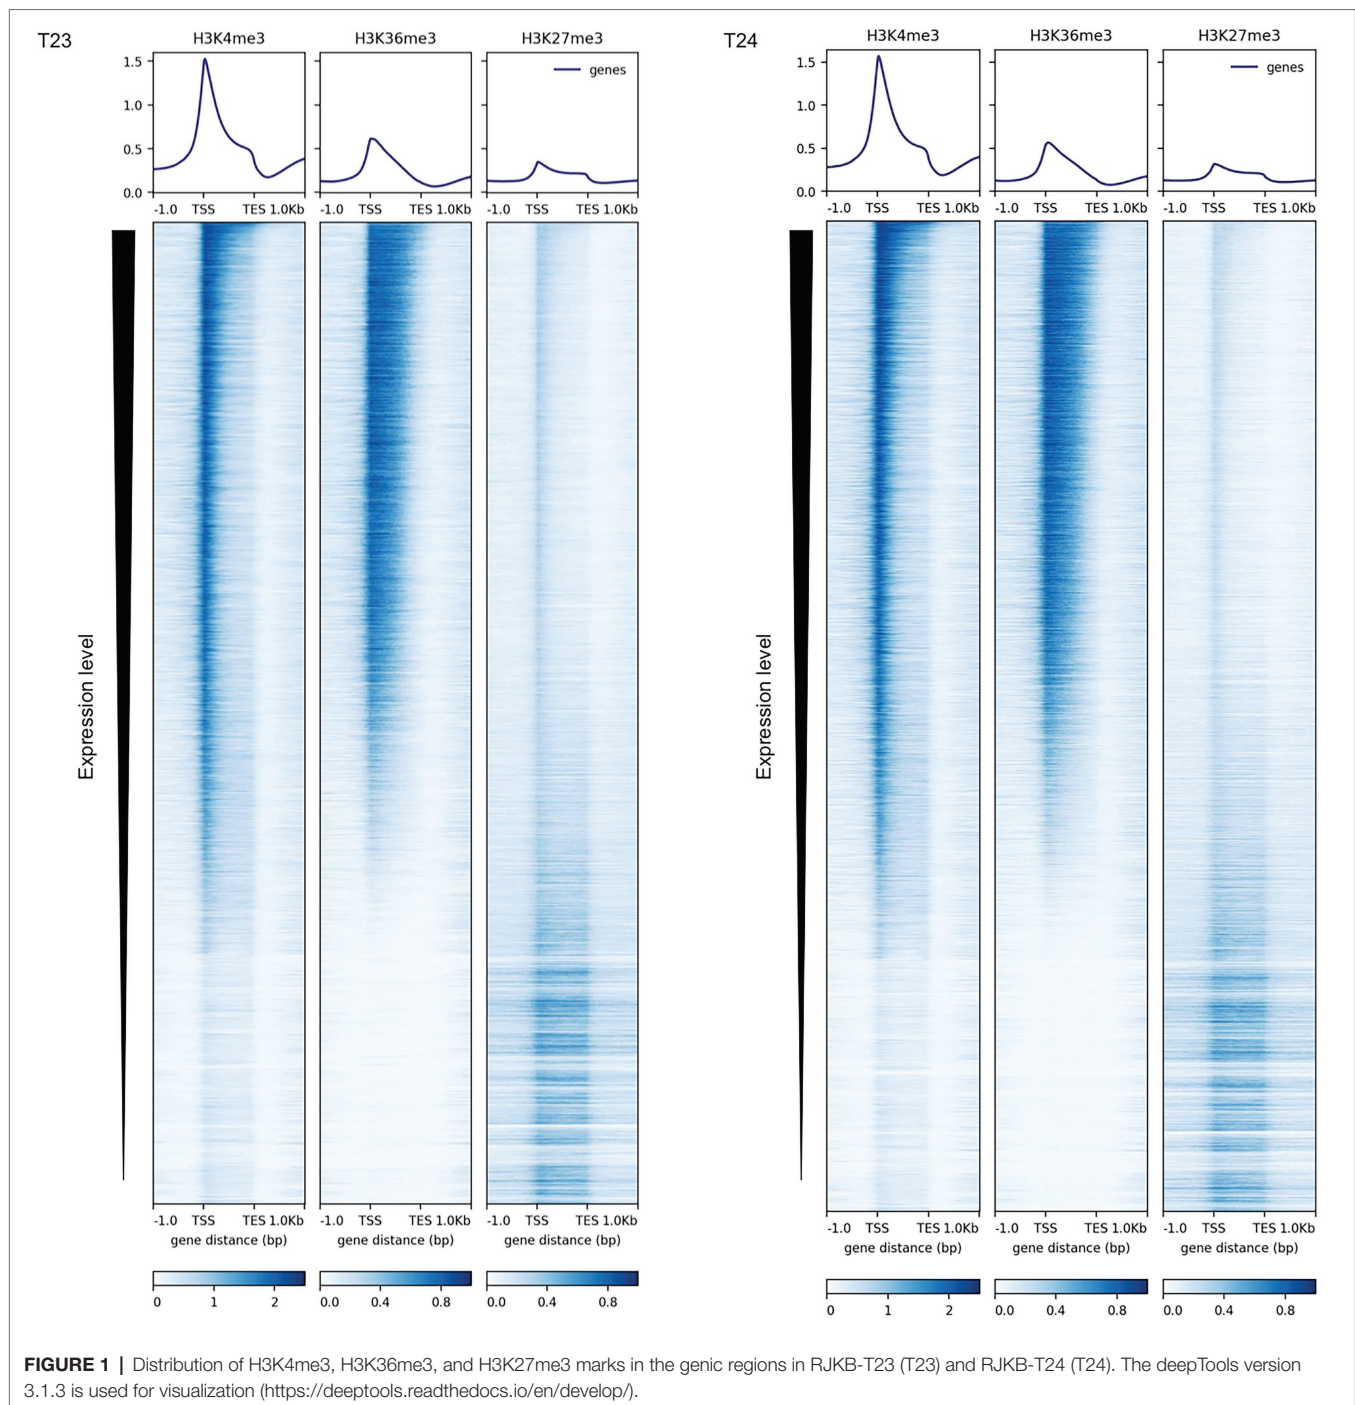 T23
H3K4me3 H3K36me3 H3K27me3
genes
1.5
1.0
0.5
0.0
-1.0 TSS TES 1.0Kb -1.0 TSS TES 1.0Kb -1.0 TSS TES 1.0Kb
Expression level
-1.0 TSS TES 1.0Kb -1.0 TSS TES 1.0Kb -1.0 TSS TES 1.0Kb
gene distance (bp) gene distance (bp) gene distance (bp)
0 1 2 0.0 0.4 0.8 0.0 0.4 0.8
T24
H3K4me3 H3K36me3 H3K27me3
genes
1.5
1.0
0.5
0.0
-1.0 TSS TES 1.0Kb -1.0 TSS TES 1.0Kb -1.0 TSS TES 1.0Kb
Expression level
-1.0 TSS TES 1.0Kb -1.0 TSS TES 1.0Kb -1.0 TSS TES 1.0Kb
gene distance (bp) gene distance (bp) gene distance (bp)
0 1 2 0.0 0.4 0.8 0.0 0.4 0.8
FIGURE 1 | Distribution of H3K4me3, H3K36me3, and H3K27me3 marks in the genic regions in RJKB-T23 (T23) and RJKB-T24 (T24). The deepTools version
3.1.3 is used for visualization (https://deeptools.readthedocs.io/en/develop/).